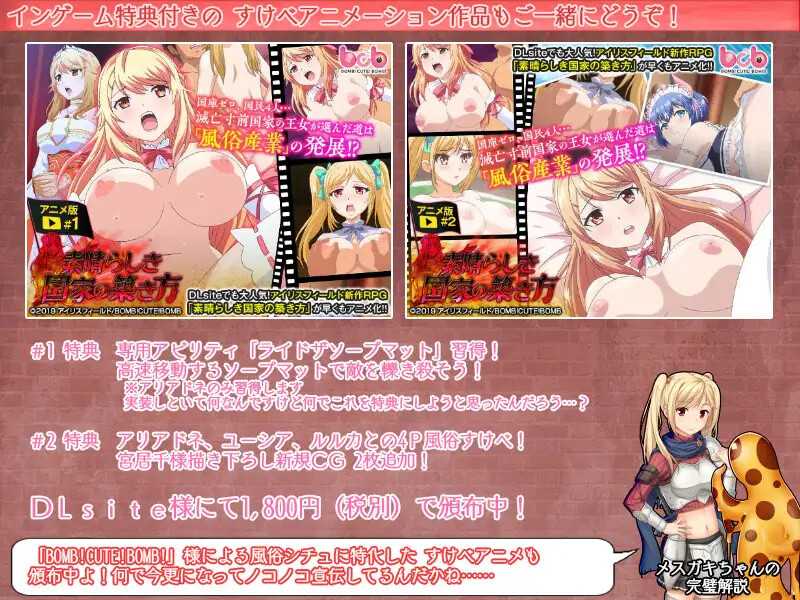 インゲーム特典付きの すけべアニメーション作品もご一緒にどうぞ！
bcb
BOMB! CUTE! BOMB!
国庫ゼロ、国民4人…
滅亡寸前国家の王女が選んだ道は
「風俗産業」の発展!?
アニメ版
#1
素晴らしき
国家の築き方
DLsiteでも大人気!アイリスフィールド新作RPG
「素晴らしき国家の築き方」が早くもアニメ化!!
©2019 アイリスフィールド/BOMB!CUTE!BOMB!
DLsiteでも大人気!アイリスフィールド新作RPG
「素晴らしき国家の築き方」が早くもアニメ化!!
bcb
BOMB! CUTE! BOMB!
国庫ゼロ、国民4人…
滅亡寸前国家の王女が選んだ道は
「風俗産業」の発展!?
アニメ版
#2
素晴らしき
国家の築き方
©2019 アイリスフィールド/BOMB!CUTE!BOMB!
#1 特典 専用アビリティ「ライドザソープマット」習得！
高速移動するソープマットで敵を轢き殺そう！
※アリアドネのみ習得します
実装しといて何なんですけど何でこれを特典にしようと思ったんだろう…？
#2 特典 アリアドネ、ユーシア、ルルカとの4P風俗すけべ！
宮居千様描き下ろし新規CG 2枚追加！
DLsite様にて1,800円（税別）で頒布中！
「BOMB!CUTE!BOMB!」様による風俗シチュに特化した すけべアニメも
頒布中よ！何で今更になってノコノコ宣伝してるんだかね……
メスガキちゃんの
完璧解説